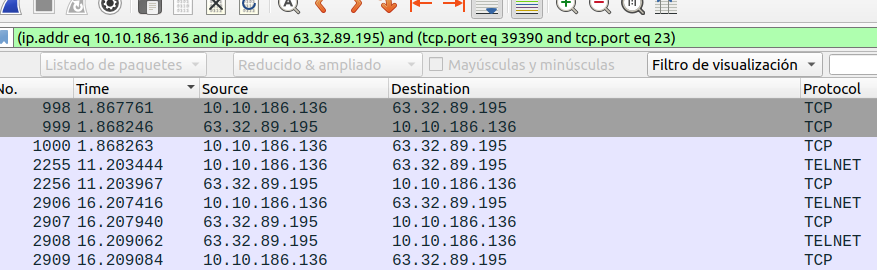 (ip.addr eq 10.10.186.136 and ip.addr eq 63.32.89.195) and (tcp.port eq 39390 and tcp.port eq 23)
Listado de paquetes Reducido & ampliado Mayúsculas y minúsculas Filtro de visualización
No. Time Source Destination Protocol
998 1.867761 10.10.186.136 63.32.89.195 TCP
999 1.868246 63.32.89.195 10.10.186.136 TCP
1000 1.868263 10.10.186.136 63.32.89.195 TCP
2255 11.203444 10.10.186.136 63.32.89.195 TELNET
2256 11.203967 63.32.89.195 10.10.186.136 TCP
2906 16.207416 10.10.186.136 63.32.89.195 TELNET
2907 16.207940 63.32.89.195 10.10.186.136 TCP
2908 16.209062 63.32.89.195 10.10.186.136 TELNET
2909 16.209084 10.10.186.136 63.32.89.195 TCP